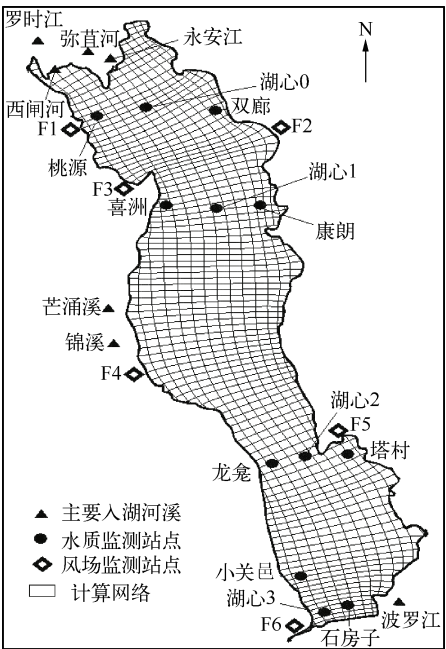 罗时江
弥苴河
永安江
N
湖心0
西闸河
双廊
F1
F2
桃源
湖心1
F3
喜洲
康朗
芒涌溪
锦溪
F4
湖心2
F5
塔村
龙龛
主要入湖河溪
水质监测站点
小关邑
风场监测站点
湖心3
计算网络
波罗江
F6
石房子